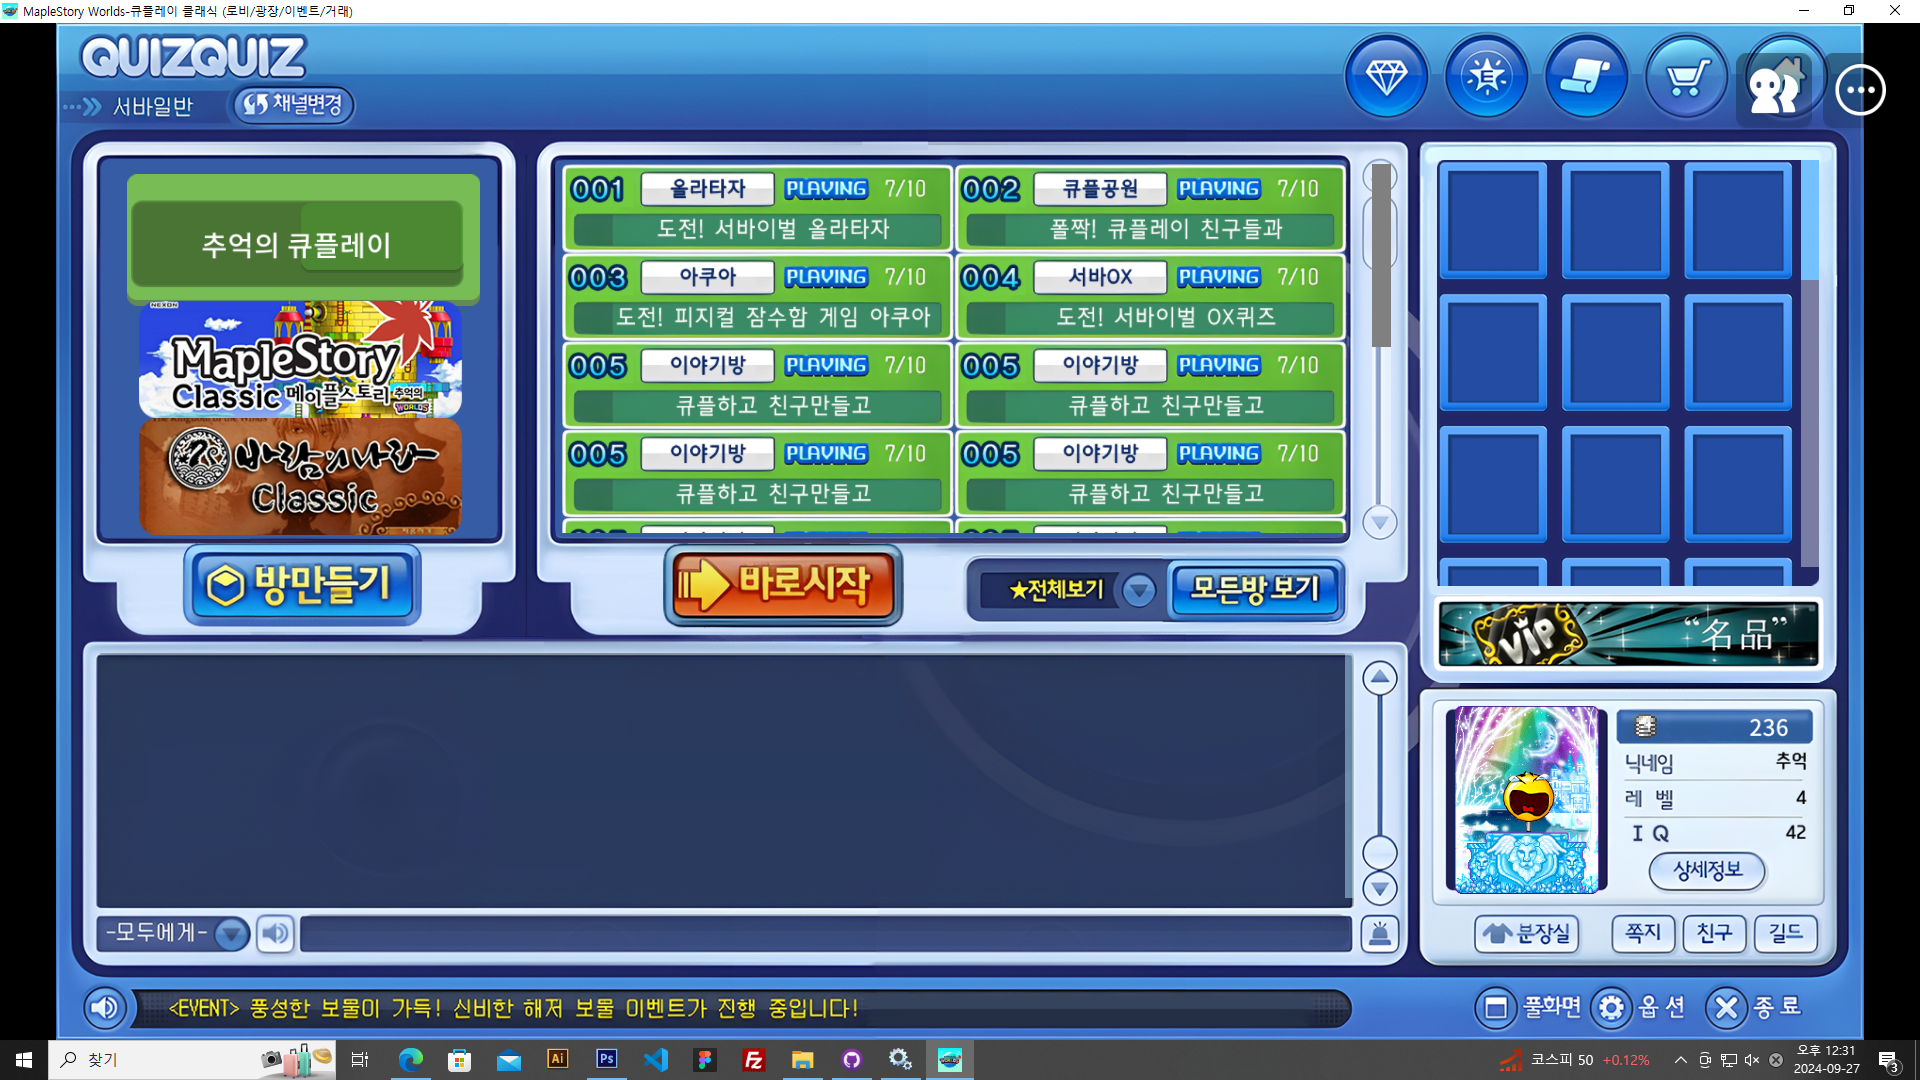 MapleStory Worlds-큐플레이 클래식 (로비/광장/이벤트/거래)
QUIZQUIZ
서바일반
채널변경
E
추억의 큐플레이
NEXON
MapleStory
Classic 메이플스토리 추억의 WORLDS
바람의나라
Classic
방만들기
001 올라타자 PLAYING 7/10
도전! 서바이벌 올라타자
002 큐플공원 PLAYING 7/10
폴짝! 큐플레이 친구들과
003 아쿠아 PLAYING 7/10
도전! 피지컬 잠수함 게임 아쿠아
004 서바OX PLAYING 7/10
도전! 서바이벌 OX퀴즈
005 이야기방 PLAYING 7/10
큐플하고 친구만들고
005 이야기방 PLAYING 7/10
큐플하고 친구만들고
005 이야기방 PLAYING 7/10
큐플하고 친구만들고
005 이야기방 PLAYING 7/10
큐플하고 친구만들고
바로시작
★전체보기
모든방 보기
VIP “名品”
236
닉네임 추억
레 벨 4
I Q 42
상세정보
분장실
쪽지
친구
길드
-모두에게-
<EVENT> 풍성한 보물이 가득! 신비한 해저 보물 이벤트가 진행 중입니다!
풀화면
옵 션
종 료
찾기
Ai
Ps
Fz
WORLDS
코스피 50 +0.12%
오후 12:31
2024-09-27
3